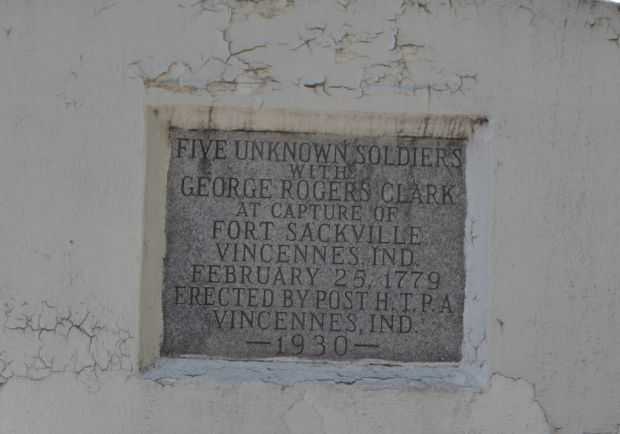 FIVE UNKNOWN SOLDIERS
WITH
GEORGE ROGERS CLARK
AT CAPTURE OF
FORT SACKVILLE
VINCENNES, IND.
FEBRUARY 25, 1779
ERECTED BY POST H, T.P.A.
VINCENNES, IND.
—1930—